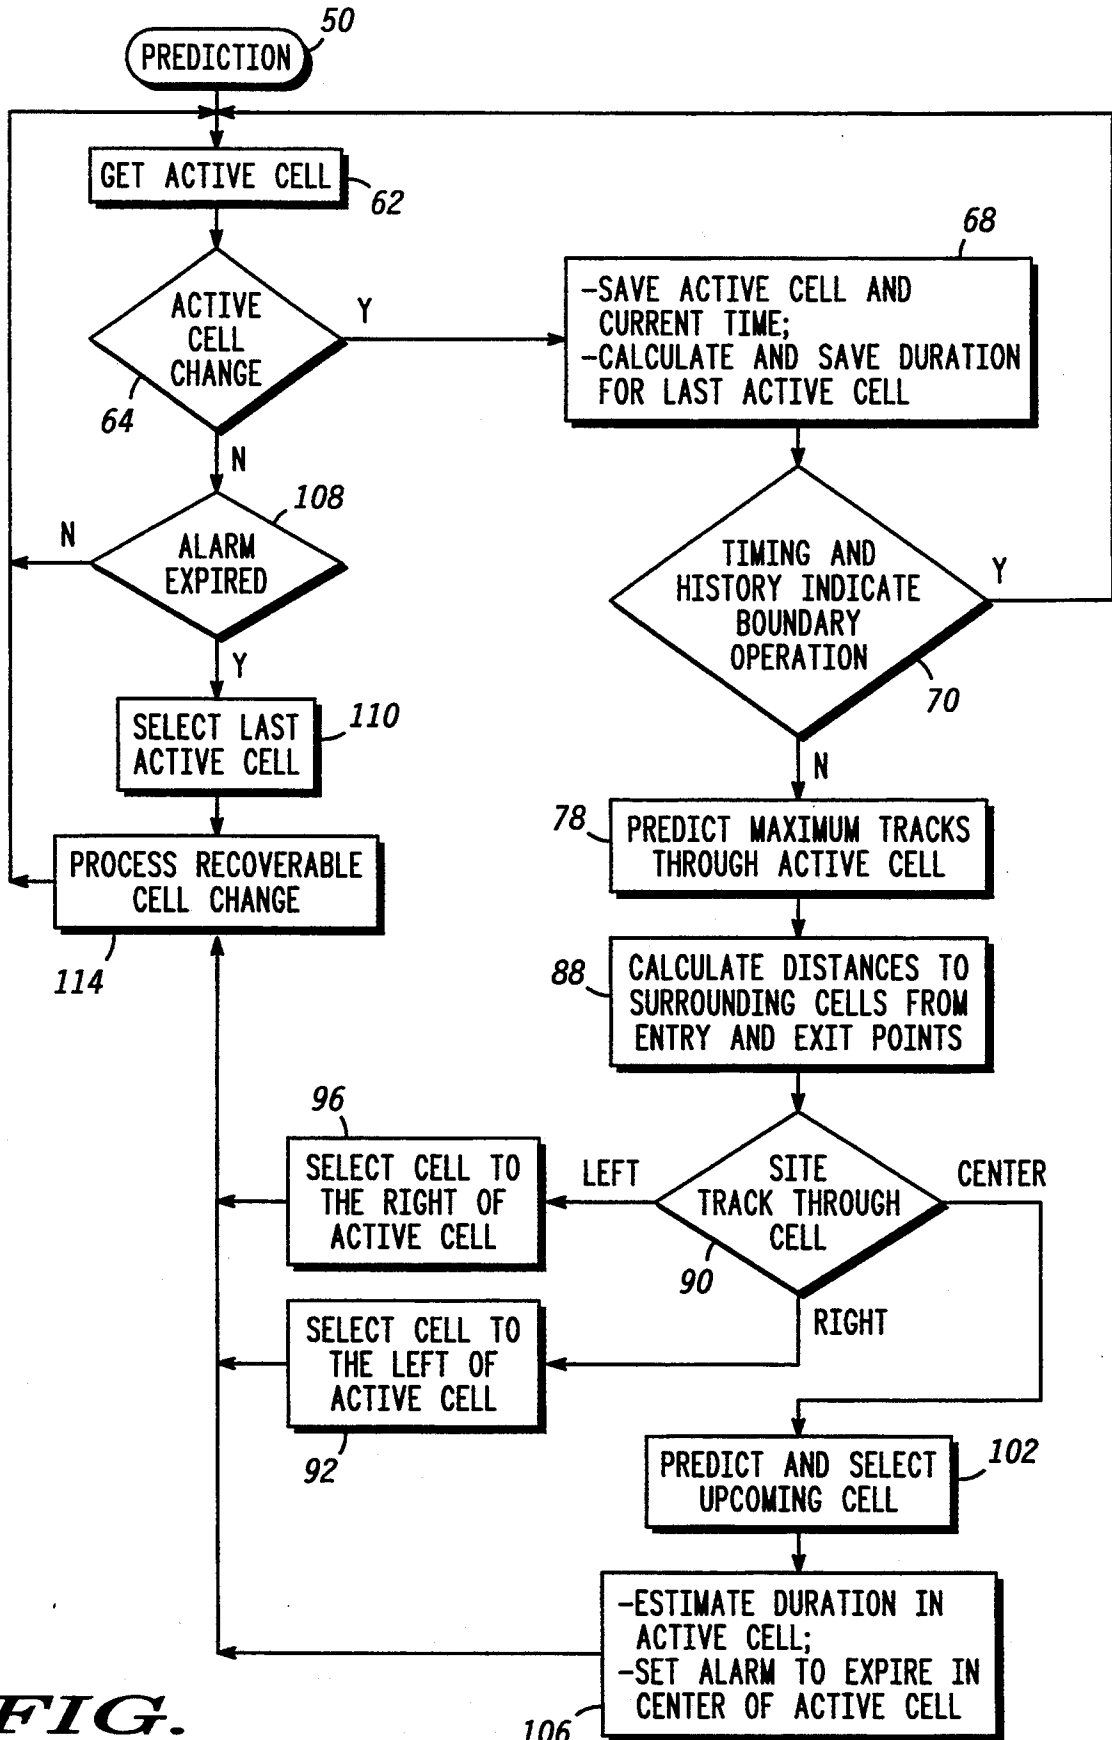 50
PREDICTION
GET ACTIVE CELL
62
ACTIVE
CELL
CHANGE
64
Y
N
68
-SAVE ACTIVE CELL AND
CURRENT TIME;
-CALCULATE AND SAVE DURATION
FOR LAST ACTIVE CELL
108
ALARM
EXPIRED
N
Y
TIMING AND
HISTORY INDICATE
BOUNDARY
OPERATION
Y
70
N
SELECT LAST
ACTIVE CELL
110
PROCESS RECOVERABLE
CELL CHANGE
114
78
PREDICT MAXIMUM TRACKS
THROUGH ACTIVE CELL
88
CALCULATE DISTANCES TO
SURROUNDING CELLS FROM
ENTRY AND EXIT POINTS
96
SELECT CELL TO
THE RIGHT OF
ACTIVE CELL
LEFT
SITE
TRACK THROUGH
CELL
CENTER
90
RIGHT
SELECT CELL TO
THE LEFT OF
ACTIVE CELL
92
PREDICT AND SELECT
UPCOMING CELL
102
-ESTIMATE DURATION IN
ACTIVE CELL;
-SET ALARM TO EXPIRE IN
CENTER OF ACTIVE CELL
106
FIG.